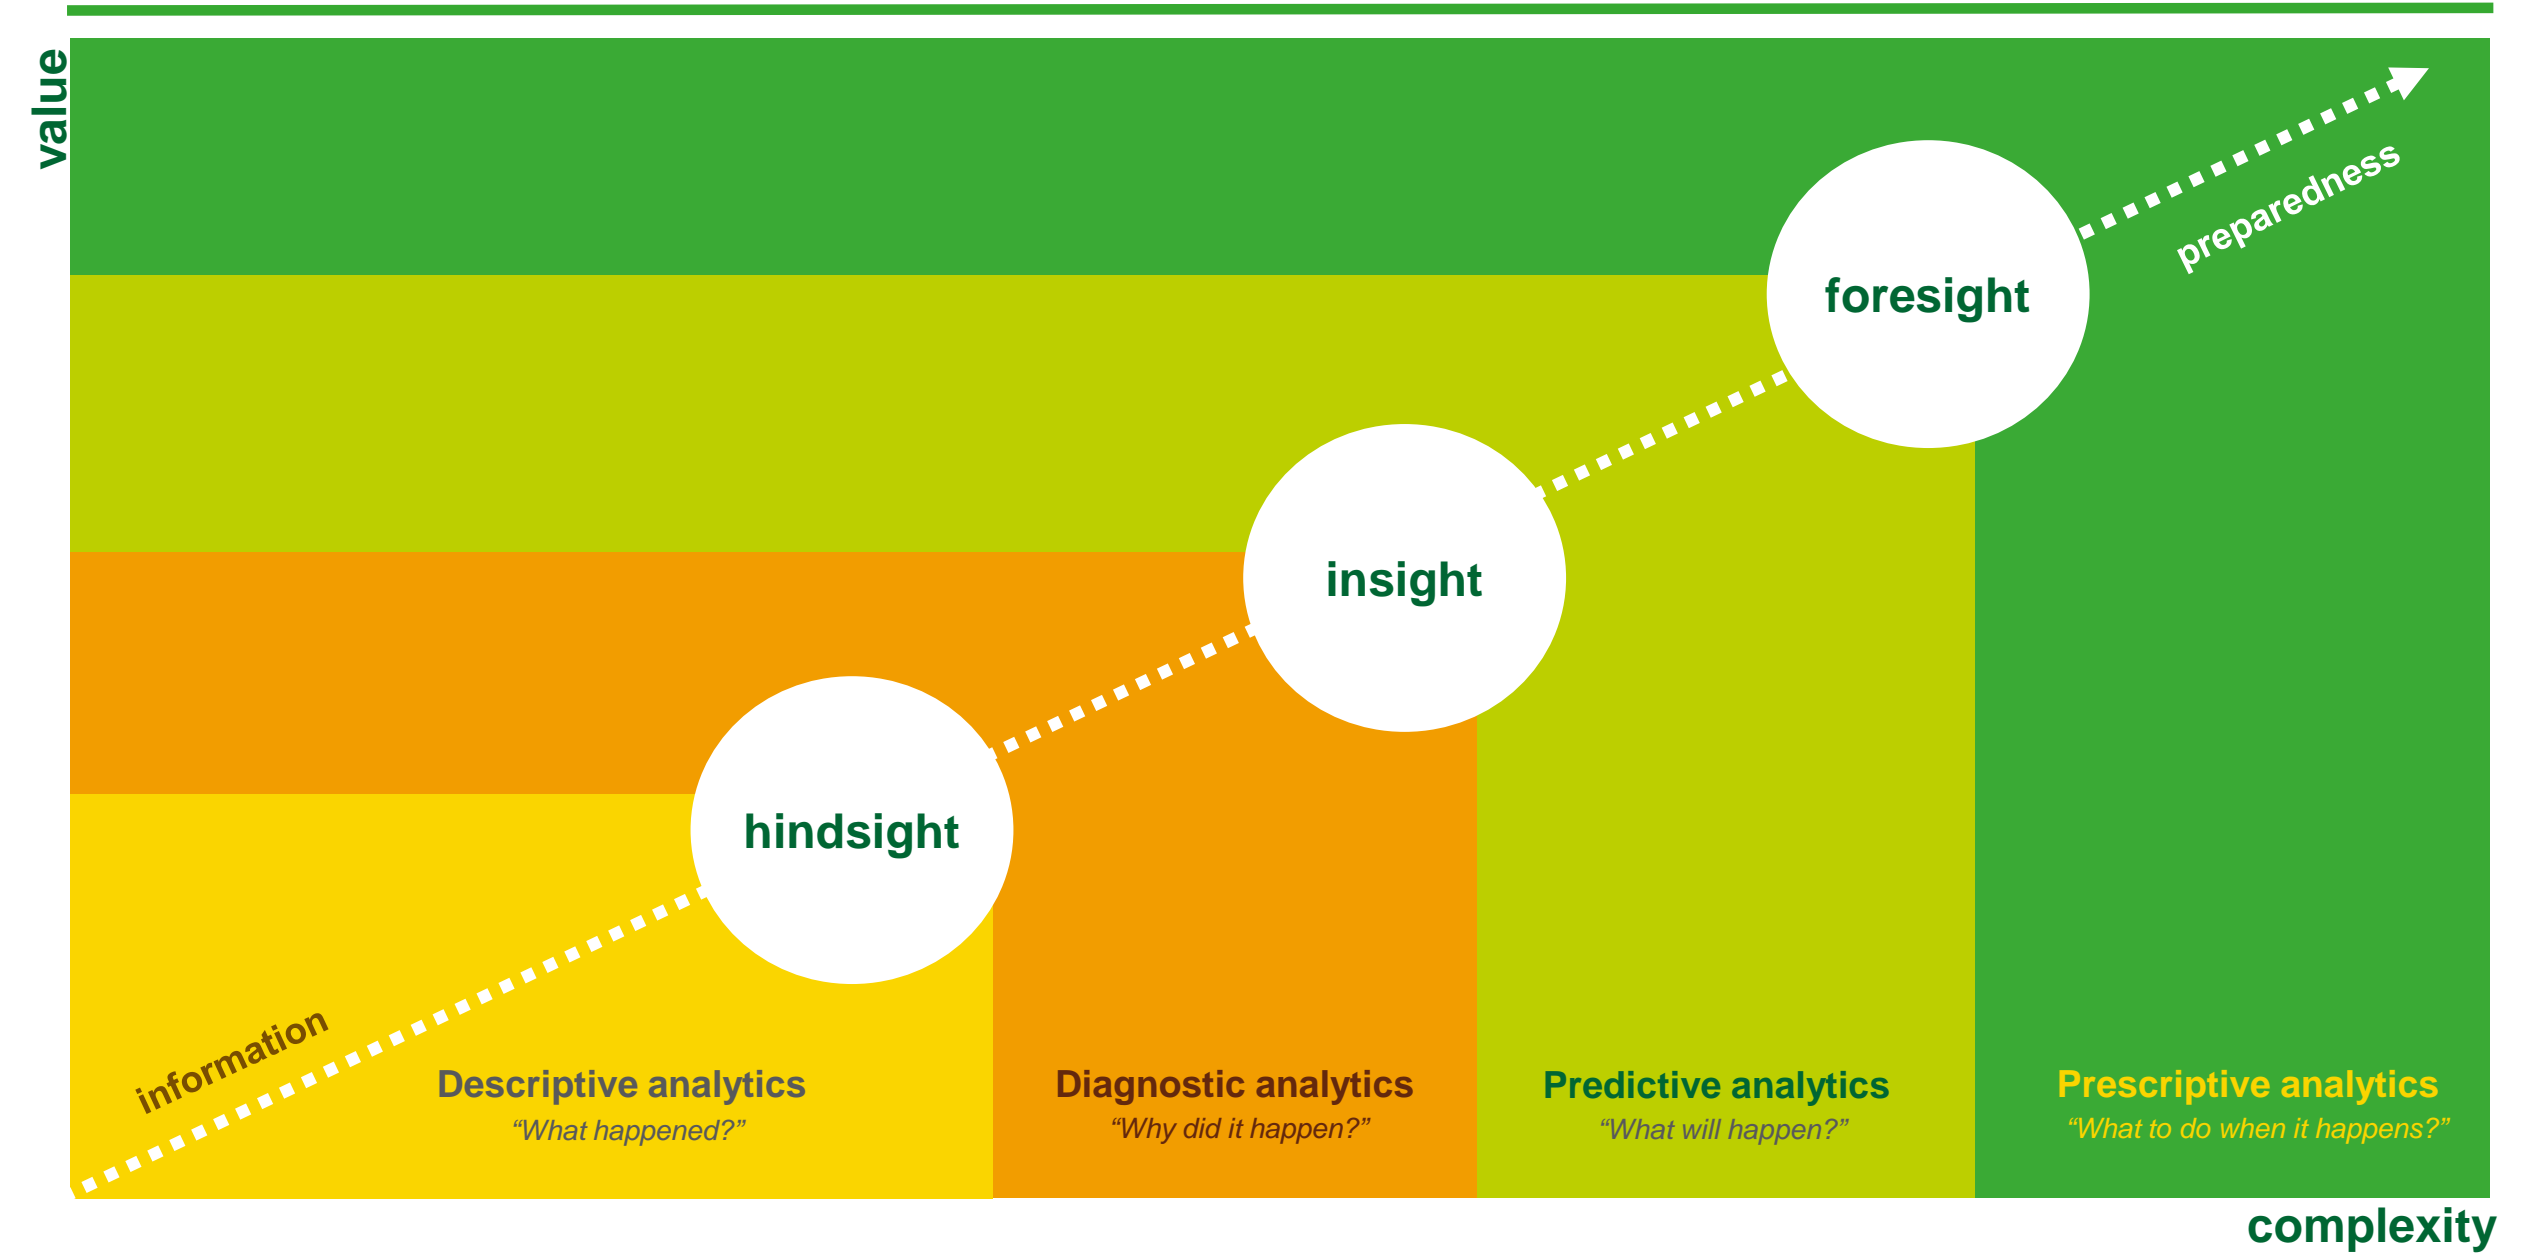 value
preparedness
foresight
insight
hindsight
information
Descriptive analytics
“What happened?”
Diagnostic analytics
“Why did it happen?”
Predictive analytics
“What will happen?”
Prescriptive analytics
“What to do when it happens?”
complexity